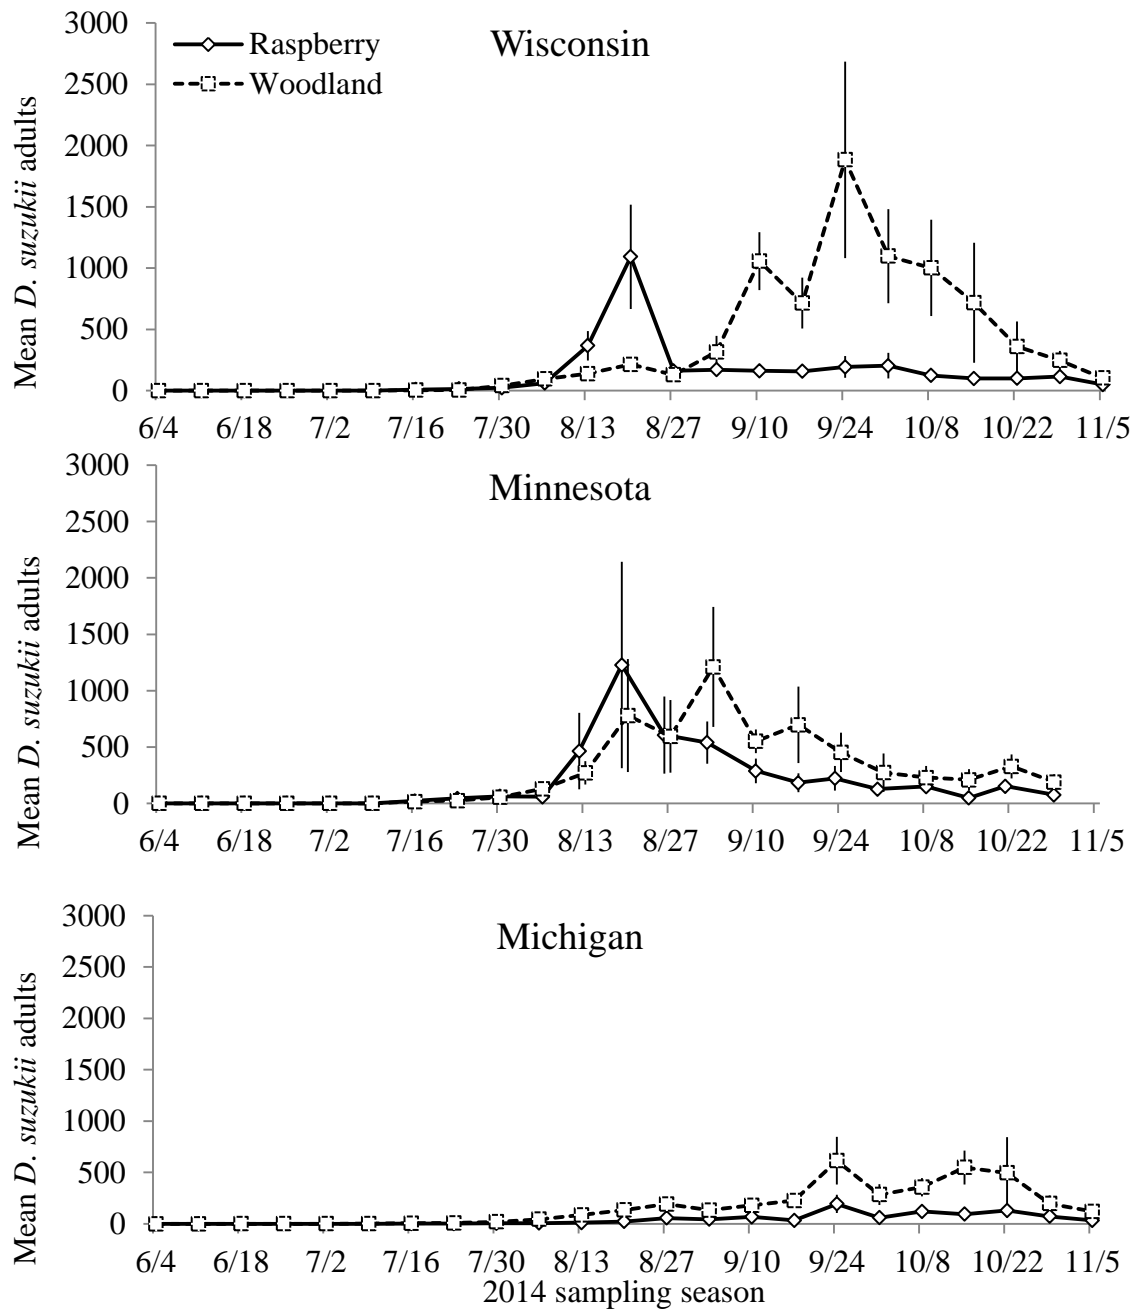 Wisconsin
Raspberry
Woodland
Mean D. suzukii adults
3000
2500
2000
1500
1000
500
0
6/4 6/18 7/2 7/16 7/30 8/13 8/27 9/10 9/24 10/8 10/22 11/5
Minnesota
Mean D. suzukii adults
3000
2500
2000
1500
1000
500
0
6/4 6/18 7/2 7/16 7/30 8/13 8/27 9/10 9/24 10/8 10/22 11/5
Michigan
Mean D. suzukii adults
3000
2500
2000
1500
1000
500
0
6/4 6/18 7/2 7/16 7/30 8/13 8/27 9/10 9/24 10/8 10/22 11/5
2014 sampling season